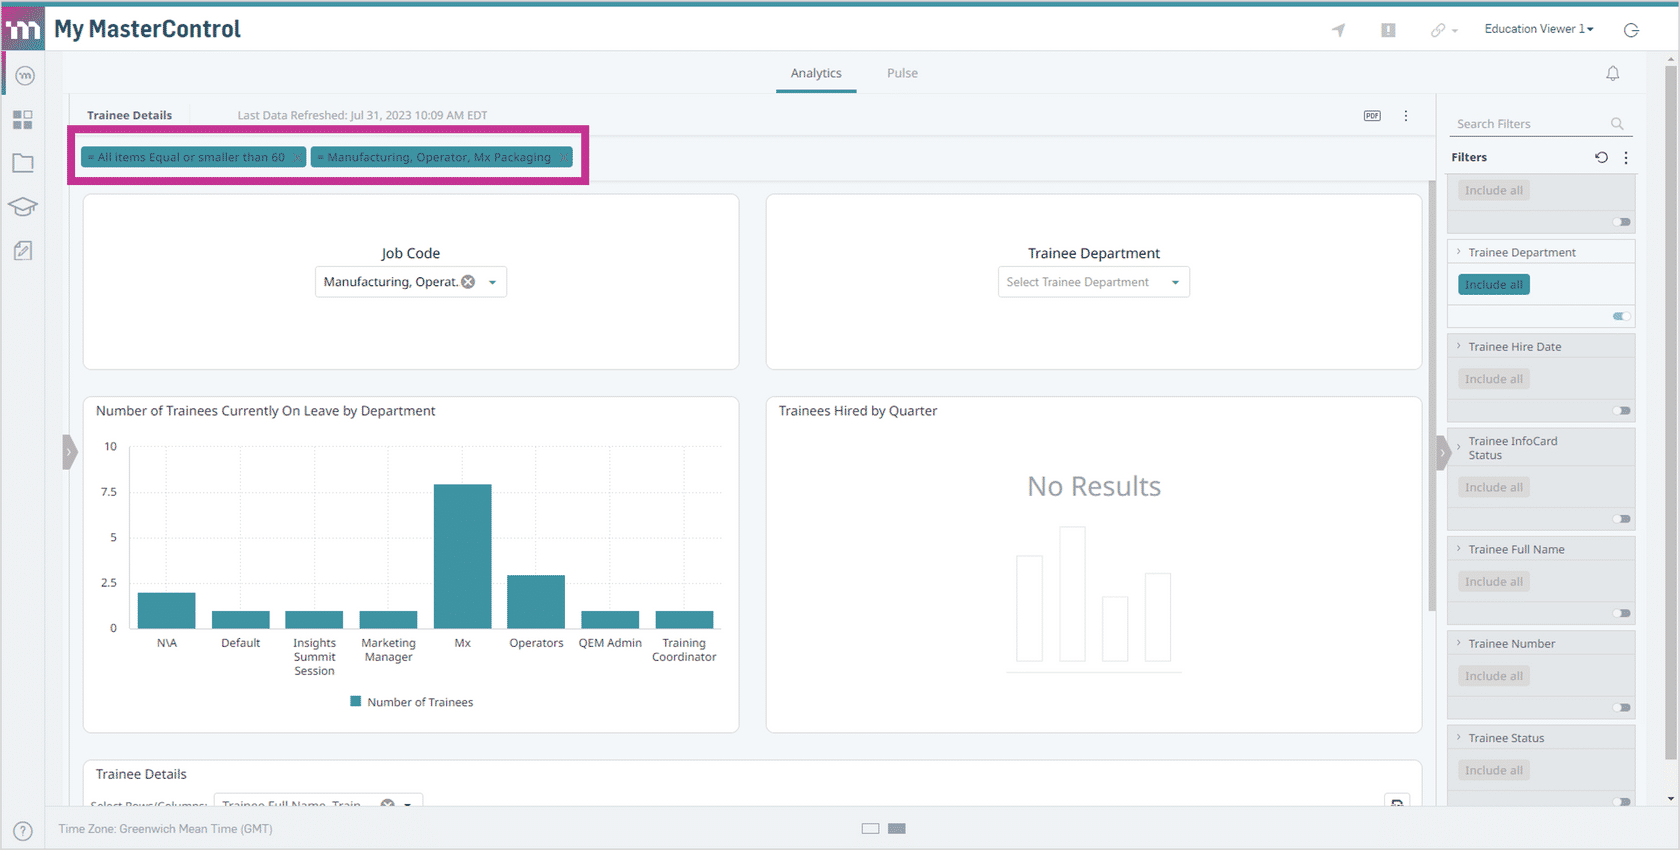 m My MasterControl
Education Viewer 1
Analytics Pulse
Trainee Details Last Data Refreshed: Jul 31, 2023 10:09 AM EDT
PDF
= All items Equal or smaller than 60 = Manufacturing, Operator, Mx Packaging
Job Code
Manufacturing, Operat.
Trainee Department
Select Trainee Department
Number of Trainees Currently On Leave by Department
10
7.5
5
2.5
0
N\A
Default
Insights
Summit
Session
Marketing
Manager
Mx
Operators
QEM Admin
Training
Coordinator
Number of Trainees
Trainees Hired by Quarter
No Results
Trainee Details
Select Rows/Columns: Trainee Full Name, Train
Search Filters
Filters
Include all
Trainee Department
Include all
Trainee Hire Date
Include all
Trainee InfoCard
Status
Include all
Trainee Full Name
Include all
Trainee Number
Include all
Trainee Status
Include all
Time Zone: Greenwich Mean Time (GMT)